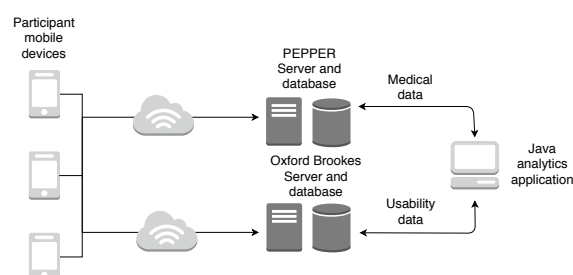 Participant
mobile
devices
PEPPER
Server and
database
Medical
data
Oxford Brookes
Server and
database
Usability
data
Java
analytics
application